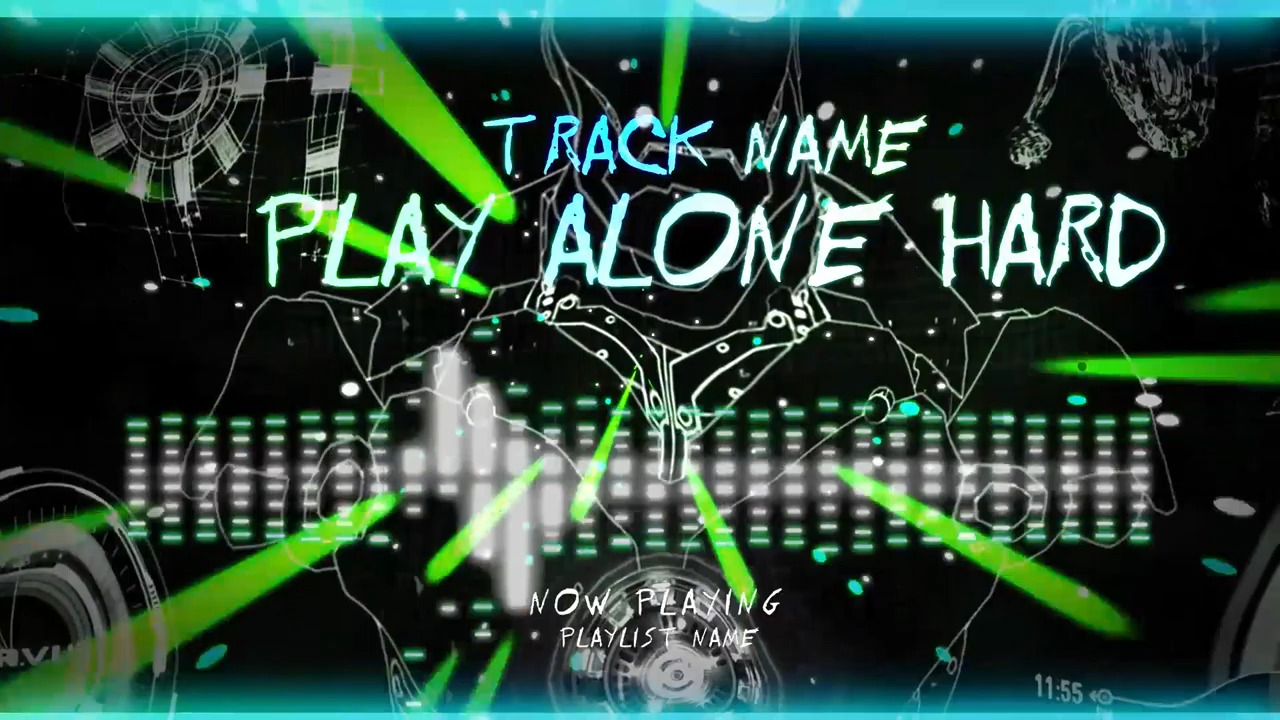 TRACK NAME
PLAY ALONE HARD
NOW PLAYING
PLAYLIST NAME
11:55